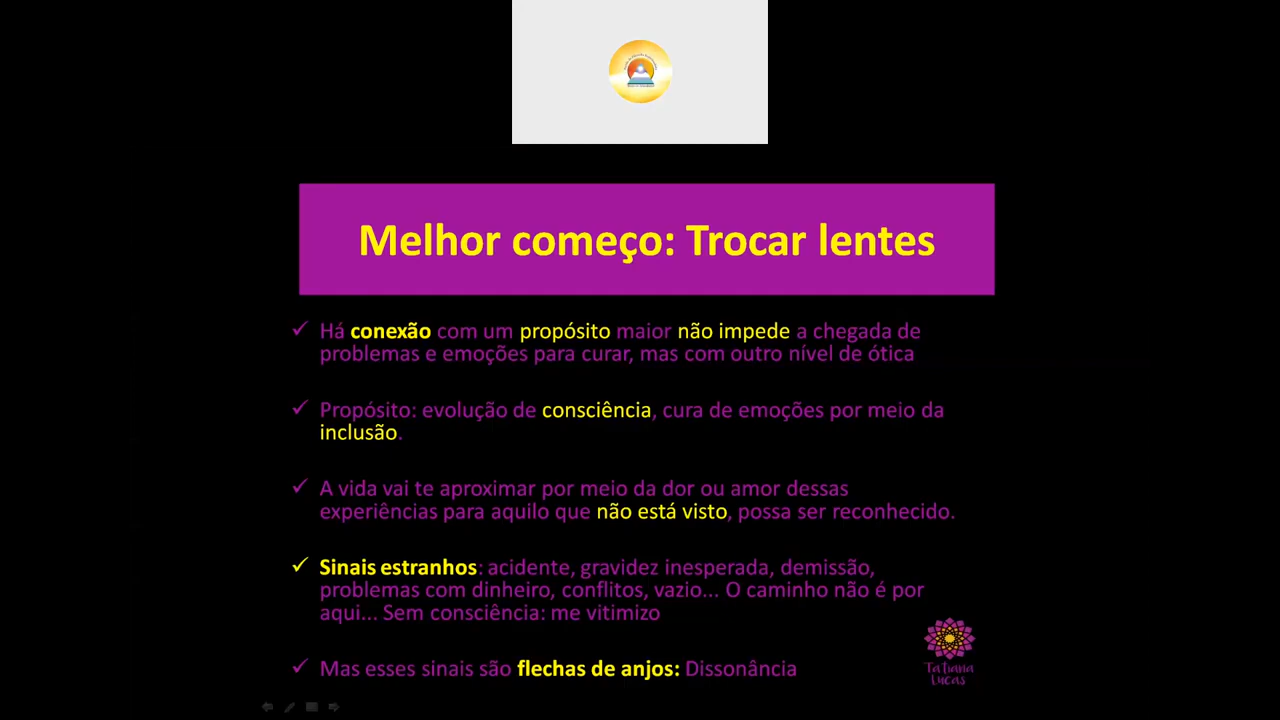 Melhor começo: Trocar lentes
✓ Há conexão com um propósito maior não impede a chegada de
problemas e emoções para curar, mas com outro nível de ótica
✓ Propósito: evolução de consciência, cura de emoções por meio da
inclusão.
✓ A vida vai te aproximar por meio da dor ou amor dessas
experiências para aquilo que não está visto, possa ser reconhecido.
✓ Sinais estranhos: acidente, gravidez inesperada, demissão,
problemas com dinheiro, conflitos, vazio... O caminho não é por
aqui... Sem consciência: me vitimizo
✓ Mas esses sinais são flechas de anjos: Dissonância
Tatiana
Lucas